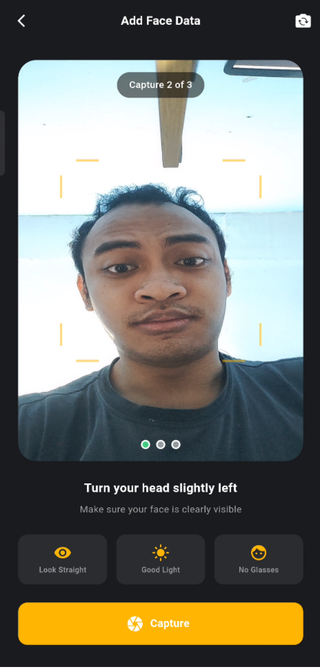 Add Face Data
Capture 2 of 3
Turn your head slightly left
Make sure your face is clearly visible
Look Straight
Good Light
No Glasses
Capture